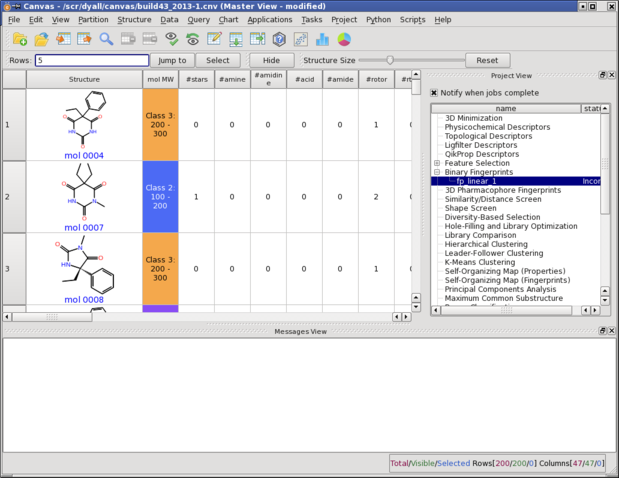 Canvas - /scr/dyall/canvas/build43_2013-1.cnv (Master View - modified)
File Edit View Partition Structure Data Query Chart Applications Tasks Project Python Scripts Help
Rows: 5 Jump to Select Hide Structure Size Reset
Structure mol MW #stars #amine #amidine #acid #amide #rotor
1
Class 3: 200 - 300
0 0 0 0 0 1
mol 0004
2
Class 2: 100 - 200
1 0 0 0 0 2
mol 0007
3
Class 3: 200 - 300
0 0 0 0 0 1
mol 0008
Project View
Notify when jobs complete
name
3D Minimization
Physicochemical Descriptors
Topological Descriptors
Ligfilter Descriptors
QikProp Descriptors
Feature Selection
Binary Fingerprints
fp_linear_1 Incor
3D Pharmacophore Fingerprints
Similarity/Distance Screen
Shape Screen
Diversity-Based Selection
Hole-Filling and Library Optimization
Library Comparison
Hierarchical Clustering
Leader-Follower Clustering
K-Means Clustering
Self-Organizing Map (Properties)
Self-Organizing Map (Fingerprints)
Principal Components Analysis
Maximum Common Substructure
Messages View
Total/Visible/Selected Rows[200/200/0] Columns[47/47/0]